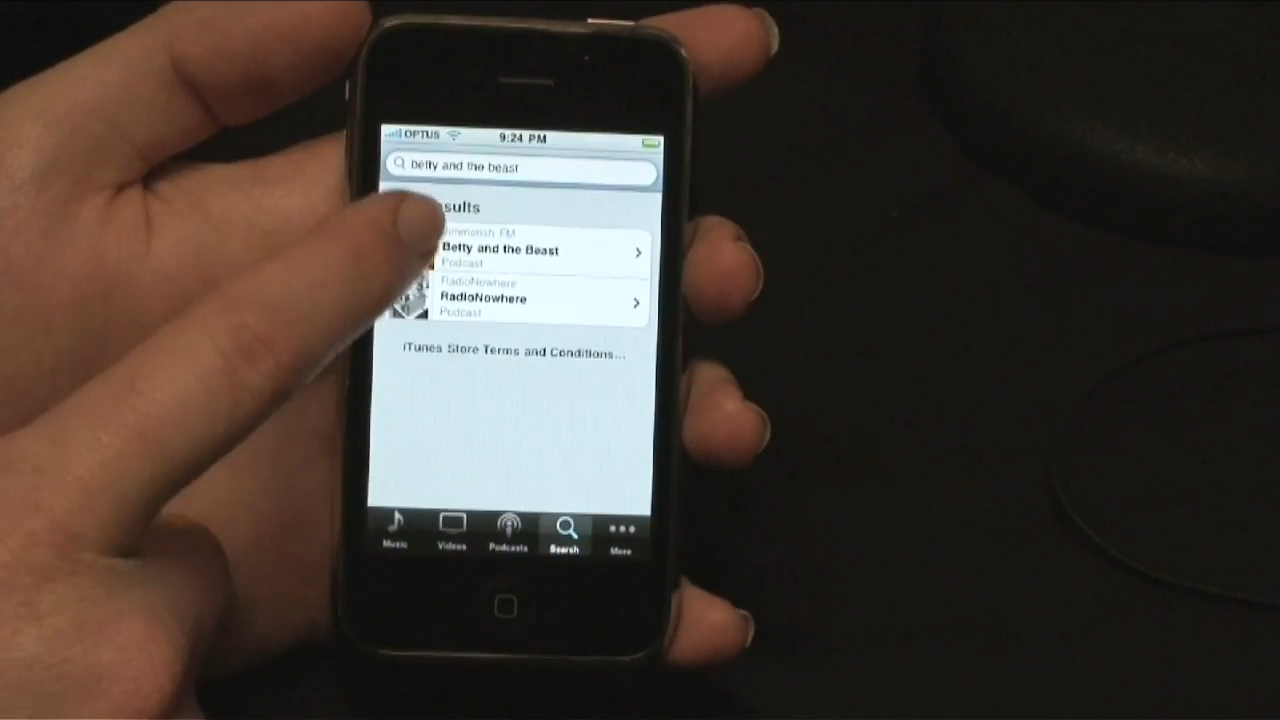 OPTUS 9:24 PM
betty and the beast
sults
FM
Betty and the Beast
Podcast
RadioNowhere
RadioNowhere
Podcast
iTunes Store Terms and Conditions...
Music Videos Podcasts Search More